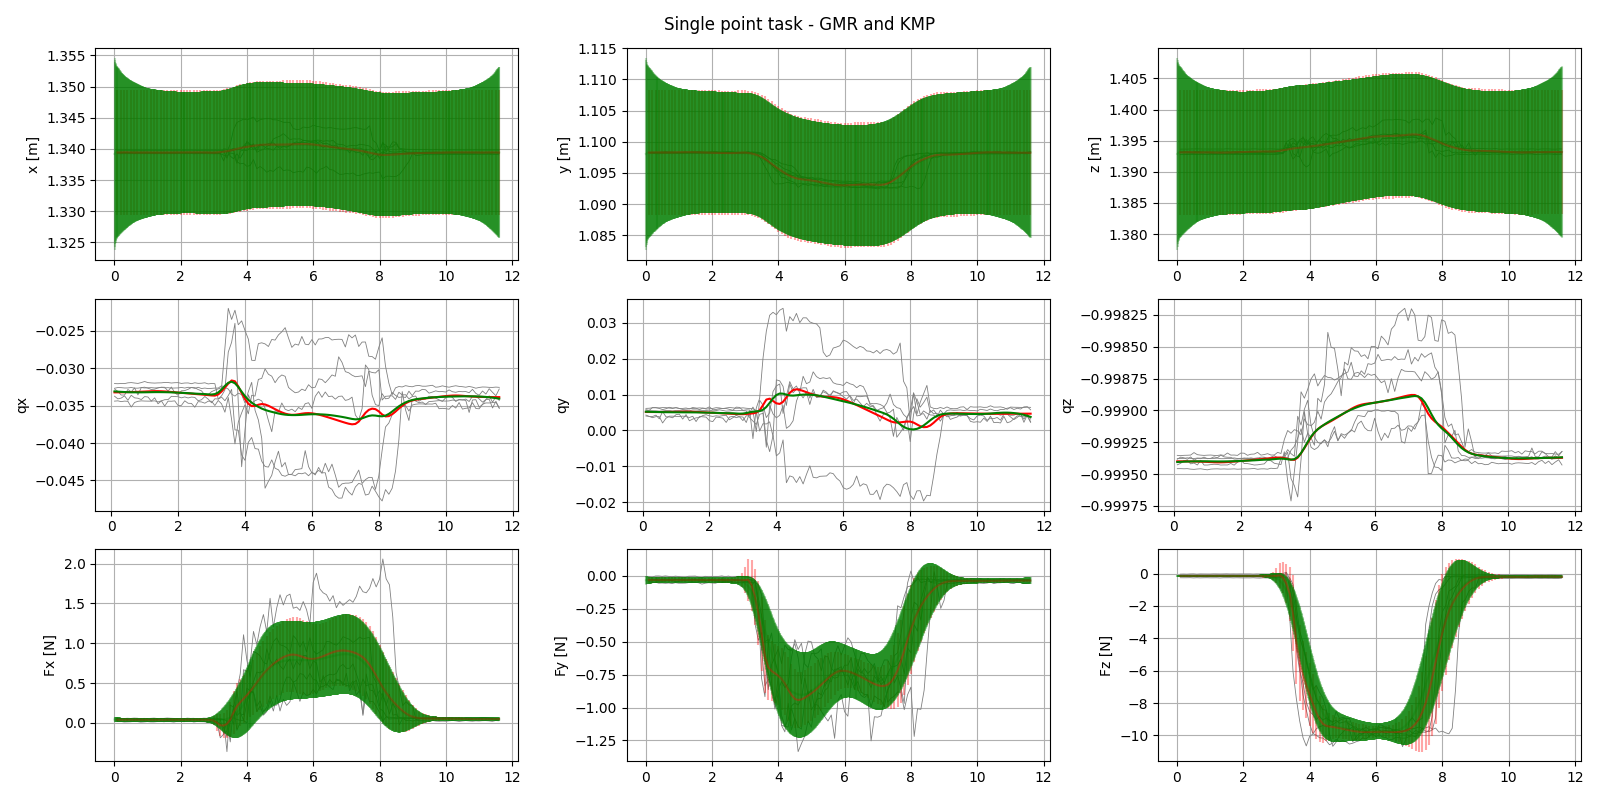 Single point task - GMR and KMP
x [m]
1.355
1.350
1.345
1.340
1.335
1.330
1.325
0 2 4 6 8 10 12
y [m]
1.115
1.110
1.105
1.100
1.095
1.090
1.085
0 2 4 6 8 10 12
z [m]
1.405
1.400
1.395
1.390
1.385
1.380
0 2 4 6 8 10 12
qx
−0.025
−0.030
−0.035
−0.040
−0.045
0 2 4 6 8 10 12
qy
0.03
0.02
0.01
0.00
−0.01
−0.02
0 2 4 6 8 10 12
qz
−0.99825
−0.99850
−0.99875
−0.99900
−0.99925
−0.99950
−0.99975
0 2 4 6 8 10 12
Fx [N]
2.0
1.5
1.0
0.5
0.0
0 2 4 6 8 10 12
Fy [N]
0.00
−0.25
−0.50
−0.75
−1.00
−1.25
0 2 4 6 8 10 12
Fz [N]
0
−2
−4
−6
−8
−10
0 2 4 6 8 10 12